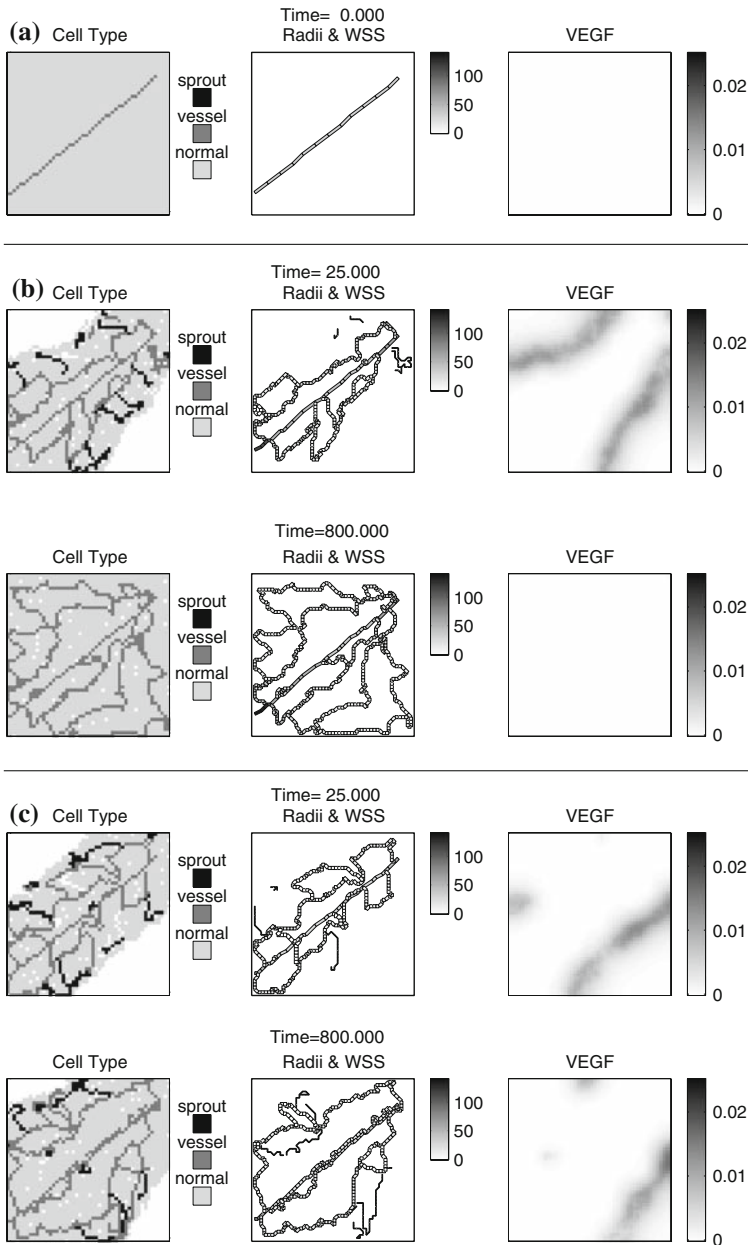 (a)
Time= 0.000
Cell Type
Radii & WSS
VEGF
sprout
vessel
normal
100
50
0
0.02
0.01
0
(b)
Time= 25.000
Cell Type
Radii & WSS
VEGF
sprout
vessel
normal
100
50
0
0.02
0.01
0
Time=800.000
Cell Type
Radii & WSS
VEGF
sprout
vessel
normal
100
50
0
0.02
0.01
0
(c)
Time= 25.000
Cell Type
Radii & WSS
VEGF
sprout
vessel
normal
100
50
0
0.02
0.01
0
Time=800.000
Cell Type
Radii & WSS
VEGF
sprout
vessel
normal
100
50
0
0.02
0.01
0